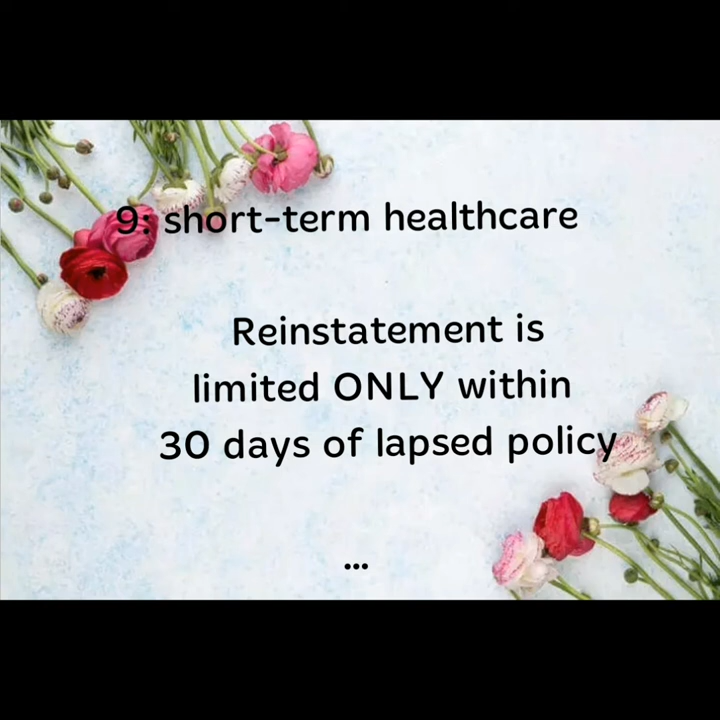 9: short-term healthcare
Reinstatement is
limited ONLY within
30 days of lapsed policy
...